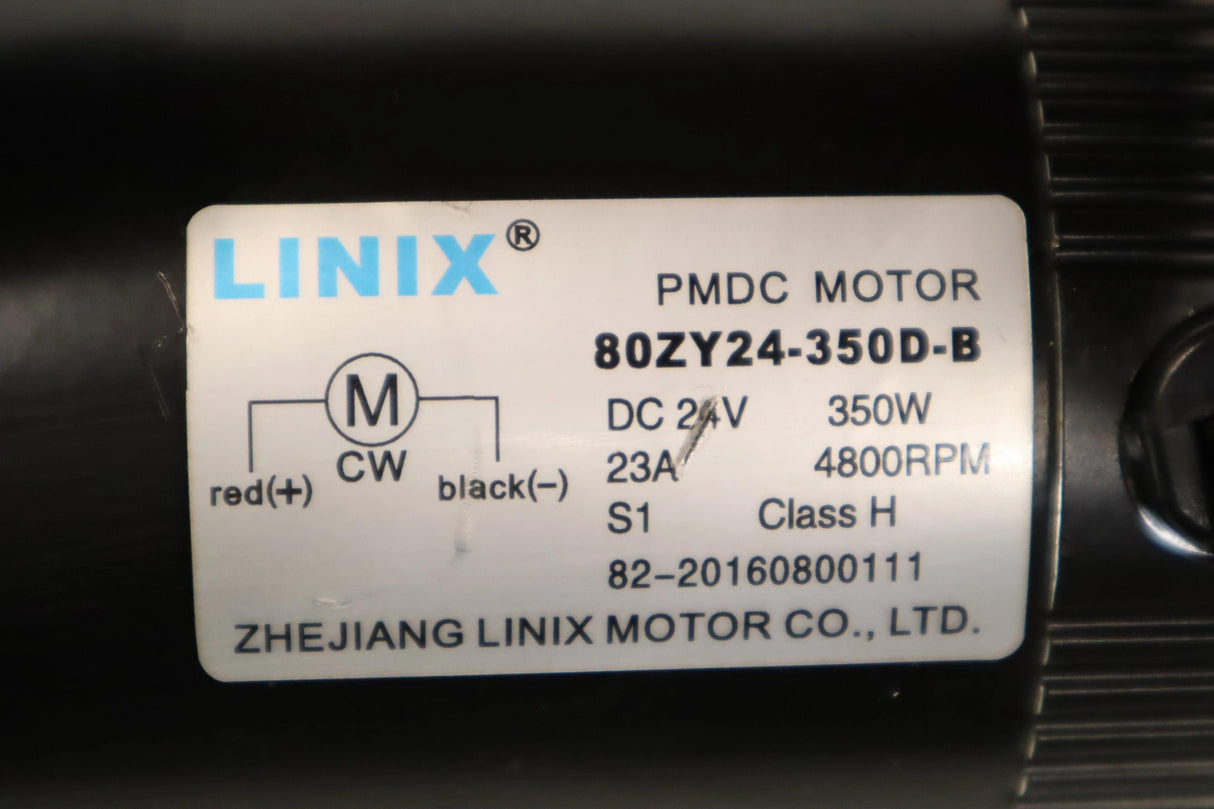 LINIX®
PMDC MOTOR
80ZY24-350D-B
DC 24V 350W
23A 4800RPM
S1 Class H
82-20160800111
M
CW
red(+) black(-)
ZHEJIANG LINIX MOTOR CO., LTD.